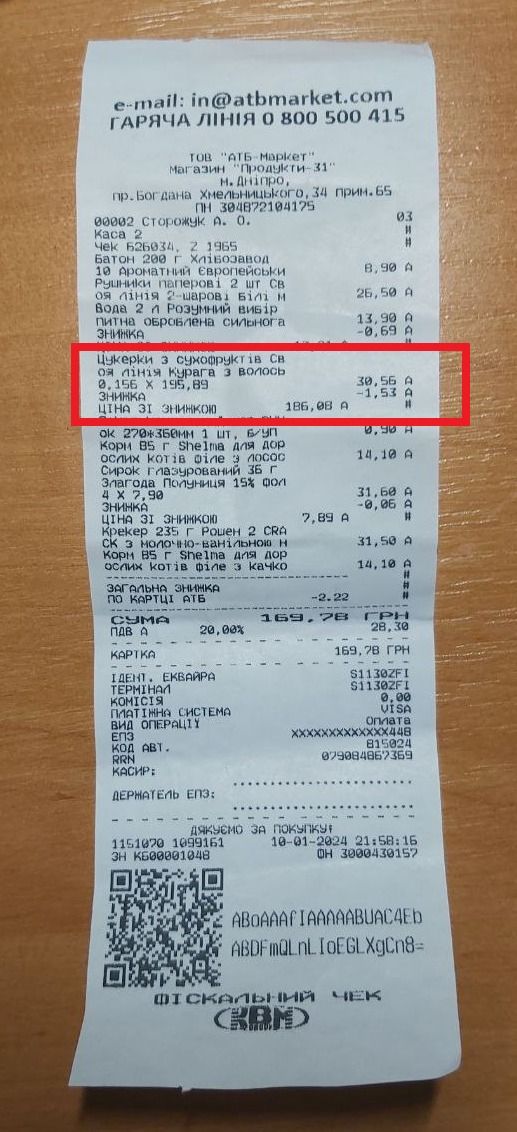 e-mail: in@atbmarket.com
ГАРЯЧА ЛІНІЯ 0 800 500 415
ТОВ "АТБ-Маркет"
Магазин "Продукти-31"
м.Дніпро,
пр.Богдана Хмельницького,34 прим.65
ПН 304872104175
00002 Сторожук А. О. 03
Каса 2 #
Чек 626034, Z 1965 #
Батон 200 г Хлібозавод
10 Ароматний Європейськи 8,90 А
Рушники паперові 2 шт Св
оя лінія 2-шарові білі м 26,50 А
Вода 2 л Розумний вибір
питна оброблена сильнога 13,90 А
ЗНИЖКА -0,69 А
Цукерки з сухофруктів Св
оя лінія Курага з волось
0,156 X 195,89 30,56 А
ЗНИЖКА -1,53 А
ЦІНА ЗІ ЗНИЖКОЮ 186,08 А #
ок 270*360мм 1 шт, б/уп 0,90 А
Корм 85 г Shelma для дор
ослих котів філе з лосос 14,10 А
Сирок глазурований 36 г
Злагода Полуниця 15% фол
4 X 7,90 31,60 А
ЗНИЖКА -0,06 А
ЦІНА ЗІ ЗНИЖКОЮ 7,89 А #
Крекер 235 г Рошен 2 CRA
СК з молочно-ванільною н 31,50 А
Корм 85 г Shelma для дор
ослих котів філе з качко 14,10 А
#
ЗАГАЛЬНА ЗНИЖКА #
ПО КАРТЦІ АТБ -2.22 #
СУМА 169,78 ГРН
ПДВ А 20,00% 28,30
КАРТКА 169,78 ГРН
ІДЕНТ. ЕКВАЙРА S1130ZFI
ТЕРМІНАЛ S1130ZFI
КОМІСІЯ 0,00
ПЛАТІЖНА СИСТЕМА VISA
ВИД ОПЕРАЦІЇ Оплата
ЕПЗ XXXXXXXXXXXXX448
КОД АВТ. 815024
RRN 079084867369
КАСИР:
ДЕРЖАТЕЛЬ ЕПЗ:
ДЯКУЄМО ЗА ПОКУПКУ!
1151070 1099161 10-01-2024 21:58:16
ЗН КБ00001048 ФН 3000430157
ABoAAAfIAAAAABUAC4Eb
ABDFmQLnLIoEGLXgCn8=
ФІСКАЛЬНИЙ ЧЕК